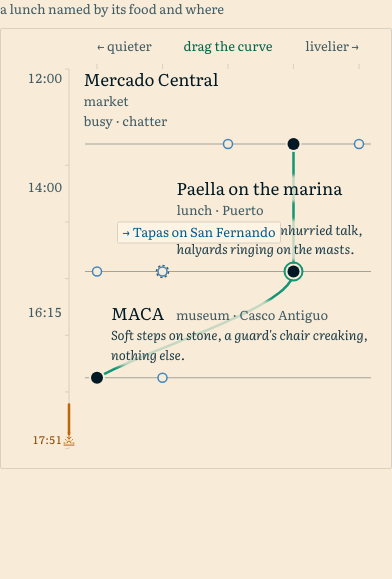 a lunch named by its food and where
← quieter drag the curve livelier →
12:00 Mercado Central
market
busy · chatter
14:00 Paella on the marina
lunch · Puerto
→ Tapas on San Fernando nhurried talk,
halyards ringing on the masts.
16:15 MACA museum · Casco Antiguo
Soft steps on stone, a guard's chair creaking,
nothing else.
17:51